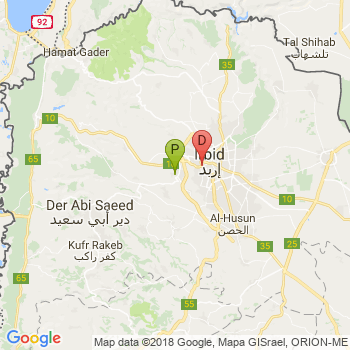 92
Hamat Gader
Tal Shihab
تل شهاب
35
10
P
D
Irbid
إربد
65
10
Der Abi Saeed
دير أبي سعيد
Al-Husun
الحصن
10
Kufr Rakeb
كفر راكب
35
25
65
55
Map data ©2018 Google, Mapa GISrael, ORION-ME